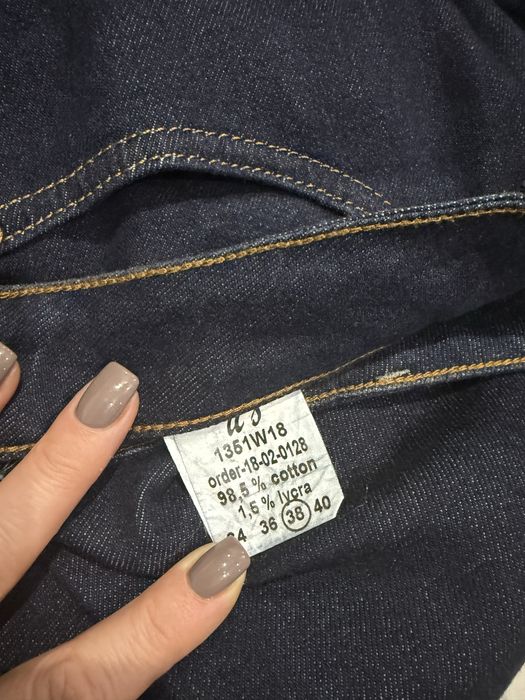 1351W18
order-18-02-0128
98,5 % cotton
1,5 % lycra
36 38 40